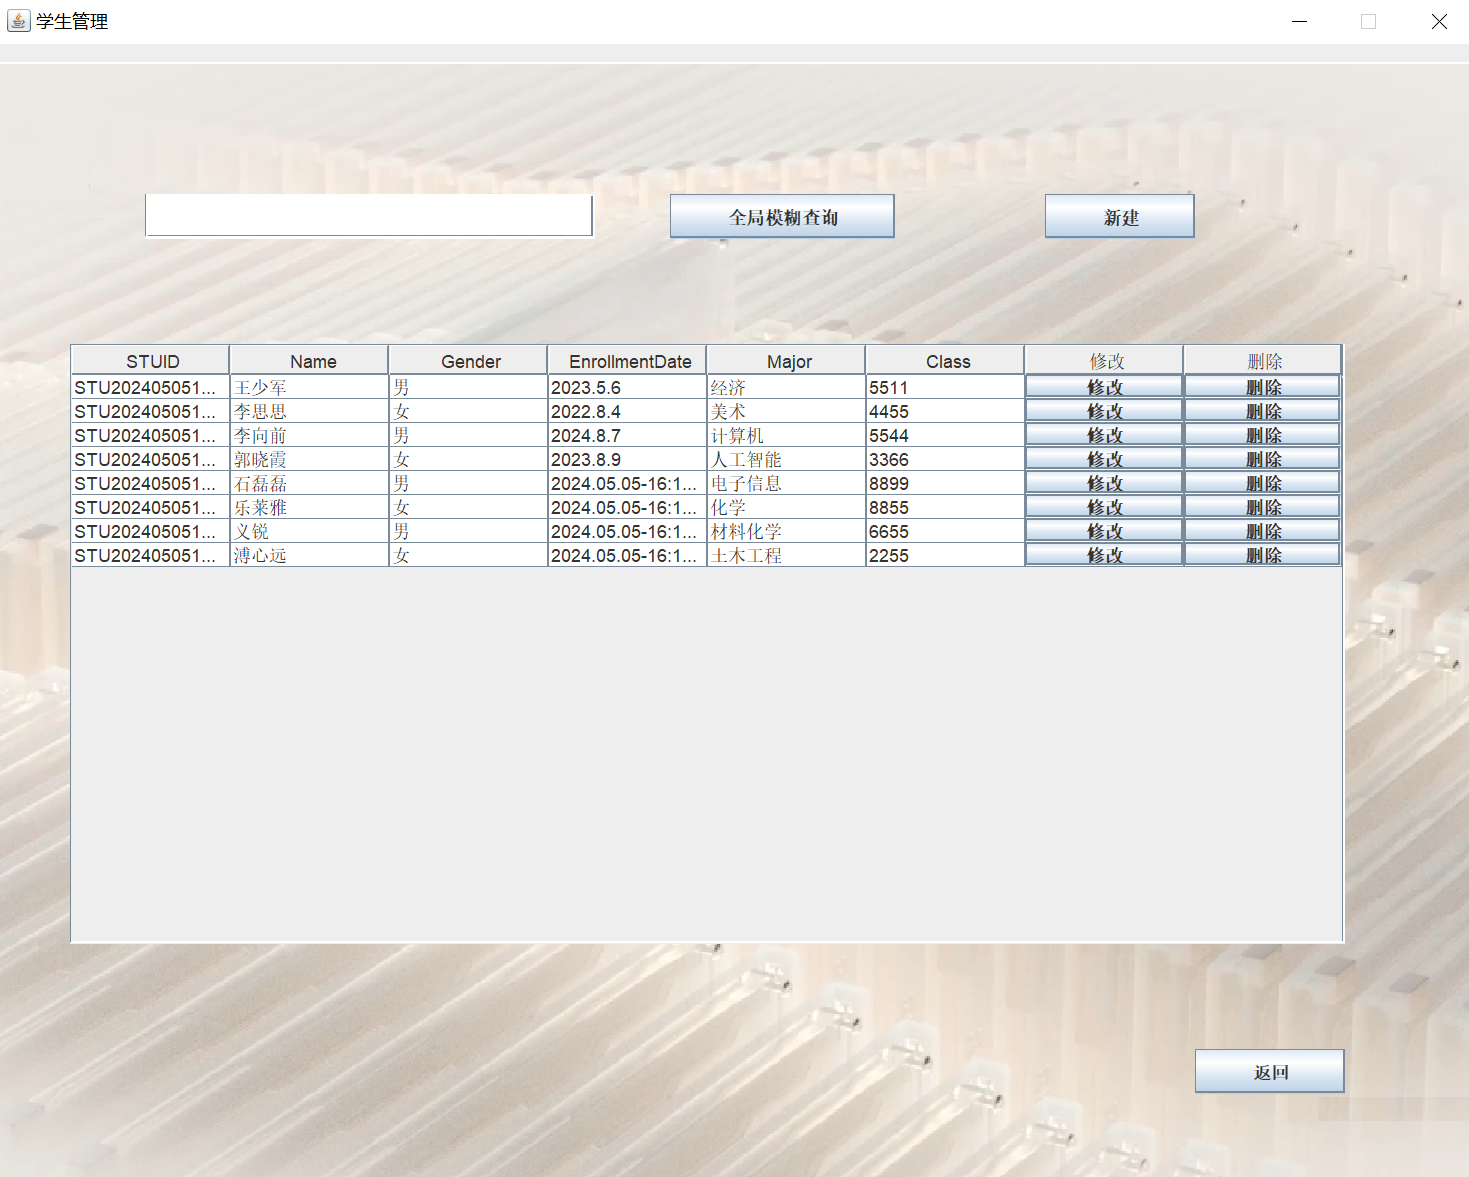 学生管理
全局模糊查询 新建
STUID Name Gender EnrollmentDate Major Class 修改 删除
STU202405051... 王少军 男 2023.5.6 经济 5511 修改 删除
STU202405051... 李思思 女 2022.8.4 美术 4455 修改 删除
STU202405051... 李向前 男 2024.8.7 计算机 5544 修改 删除
STU202405051... 郭晓霞 女 2023.8.9 人工智能 3366 修改 删除
STU202405051... 石磊磊 男 2024.05.05-16:1... 电子信息 8899 修改 删除
STU202405051... 乐莱雅 女 2024.05.05-16:1... 化学 8855 修改 删除
STU202405051... 义锐 男 2024.05.05-16:1... 材料化学 6655 修改 删除
STU202405051... 溥心远 女 2024.05.05-16:1... 土木工程 2255 修改 删除
返回